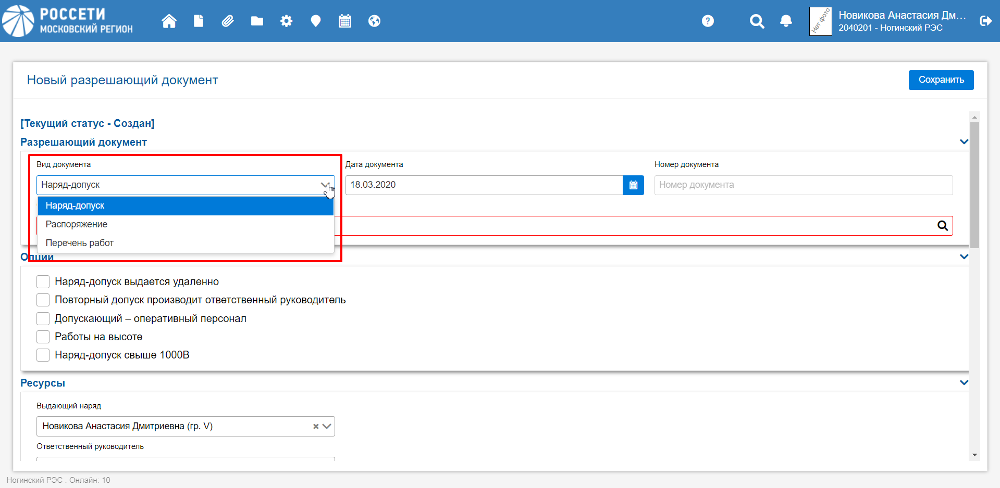 РОССЕТИ
МОСКОВСКИЙ РЕГИОН
?
Нет фото
Новикова Анастасия Дм...
2040201 - Ногинский РЭС
Новый разрешающий документ
Сохранить
[Текущий статус - Создан]
Разрешающий документ
Вид документа
Дата документа
Номер документа
Наряд-допуск
18.03.2020
Номер документа
Наряд-допуск
Распоряжение
Перечень работ
Опции
Наряд-допуск выдается удаленно
Повторный допуск производит ответственный руководитель
Допускающий – оперативный персонал
Работы на высоте
Наряд-допуск свыше 1000В
Ресурсы
Выдающий наряд
Новикова Анастасия Дмитриевна (гр. V)
Ответственный руководитель
Ногинский РЭС . Онлайн: 10